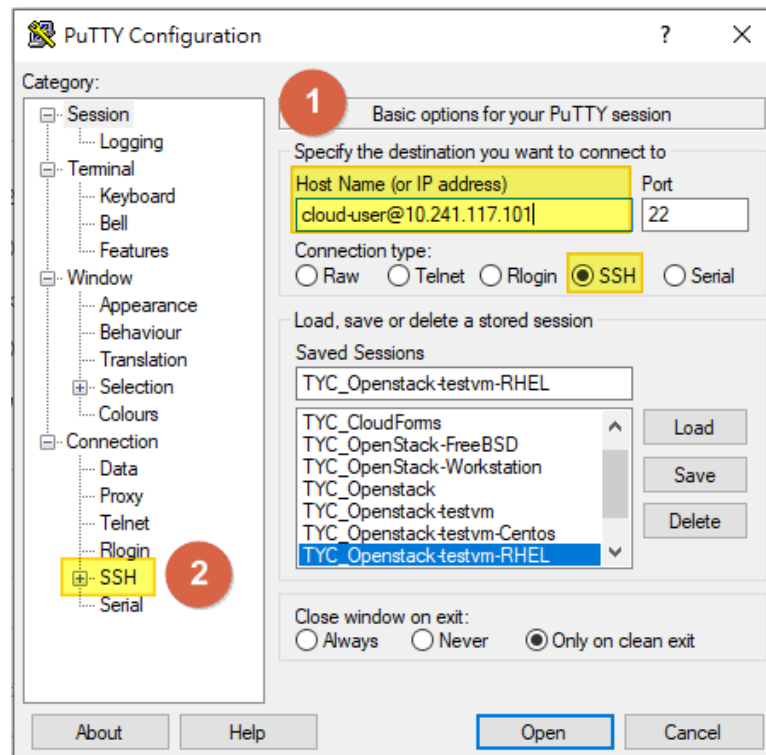 PuTTY Configuration
?
Category:
Session
Logging
Terminal
Keyboard
Bell
Features
Window
Appearance
Behaviour
Translation
Selection
Colours
Connection
Data
Proxy
Telnet
Rlogin
SSH
Serial
1
Basic options for your PuTTY session
Specify the destination you want to connect to
Host Name (or IP address) Port
cloud-user@10.241.117.101 22
Connection type:
Raw Telnet Rlogin SSH Serial
Load, save or delete a stored session
Saved Sessions
TYC_Openstack-testvm-RHEL
TYC_CloudForms
TYC_OpenStack-FreeBSD
TYC_OpenStack-Workstation
TYC_Openstack
TYC_Openstack-testvm
TYC_Openstack-testvm-Centos
TYC_Openstack-testvm-RHEL
Load
Save
Delete
2
Close window on exit:
Always Never Only on clean exit
About Help Open Cancel